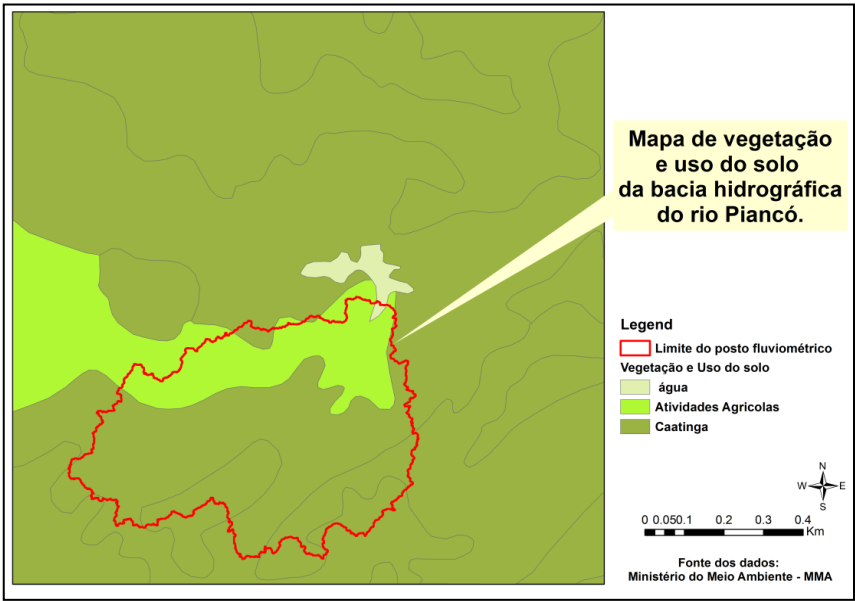 Mapa de vegetação
e uso do solo
da bacia hidrográfica
do rio Piancó.
Legend
Limite do posto fluviométrico
Vegetação e Uso do solo
água
Atividades Agricolas
Caatinga
N
W E
S
0 0.050.1 0.2 0.3 0.4
Km
Fonte dos dados:
Ministério do Meio Ambiente - MMA